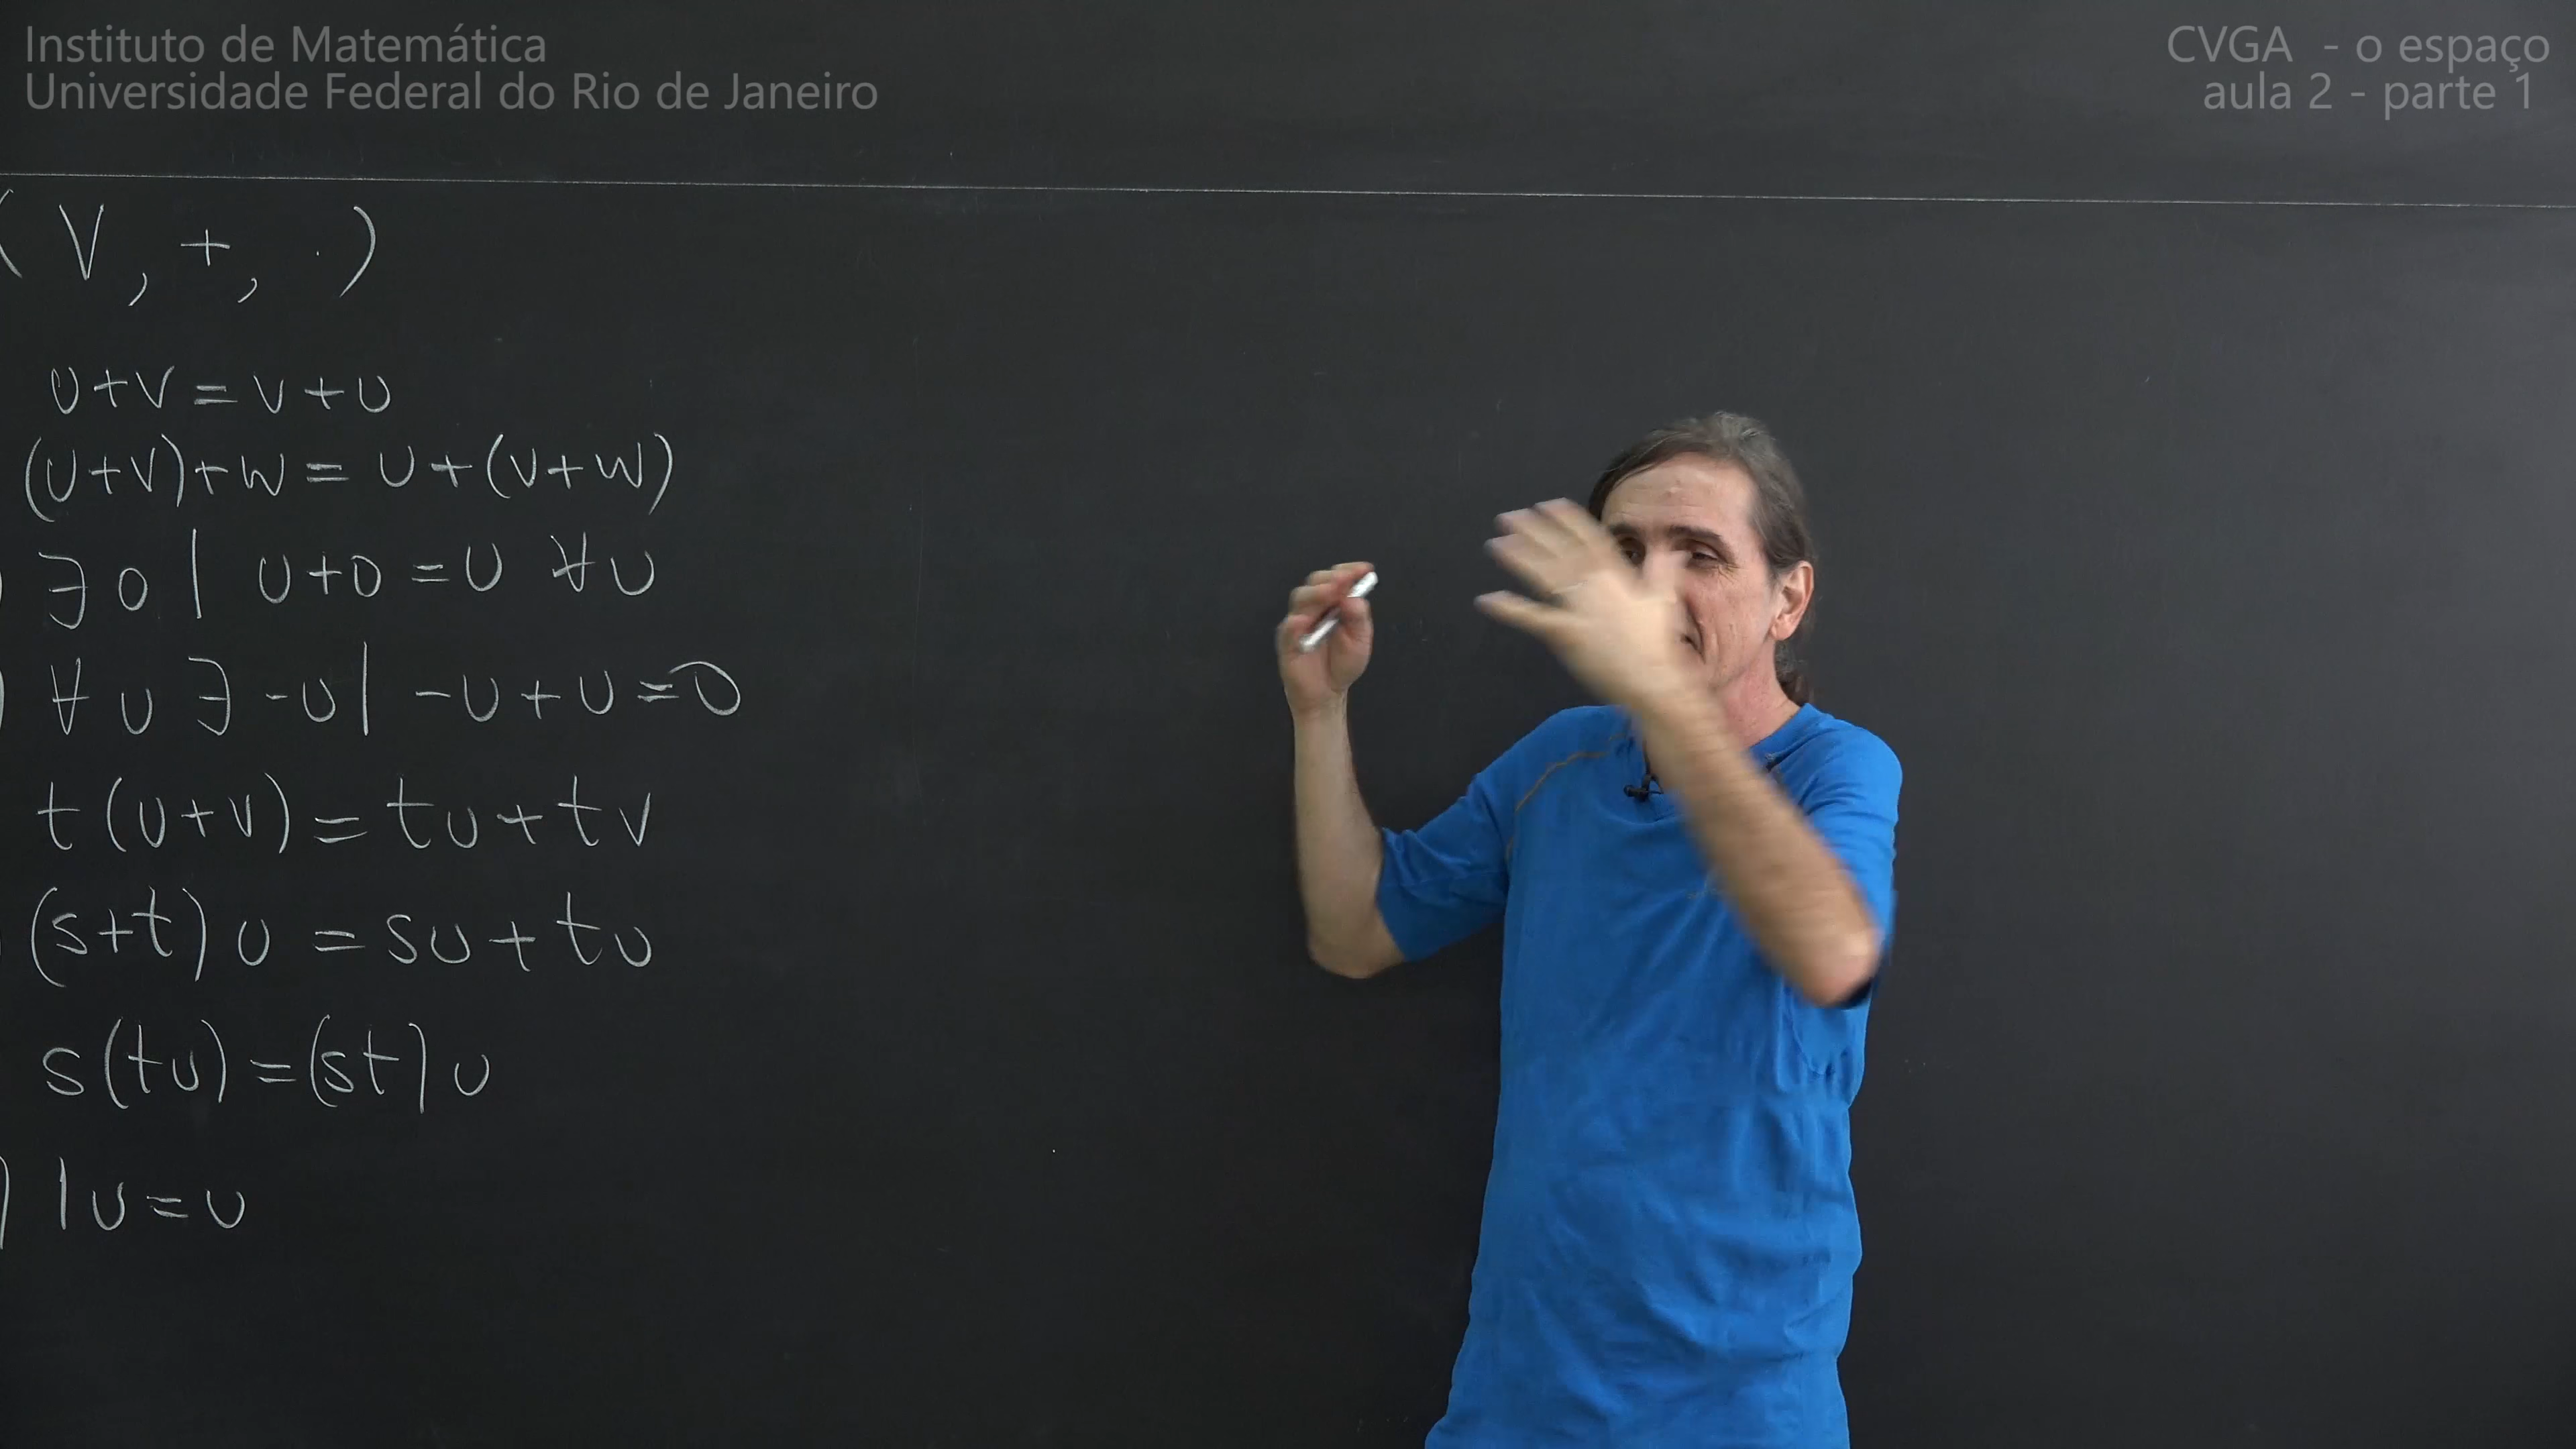 Instituto de Matemática
Universidade Federal do Rio de Janeiro
CVGA - o espaço
aula 2 - parte 1
( V, +, · )
u+v = v+u
(u+v)+w = u+(v+w)
) ∃ 0 | u+0 = u ∀u
) ∀ u ∃ -u | -u+u = 0
t(u+v) = tu+tv
) (s+t) u = su+tu
s(tu) = (st) u
) 1u = u